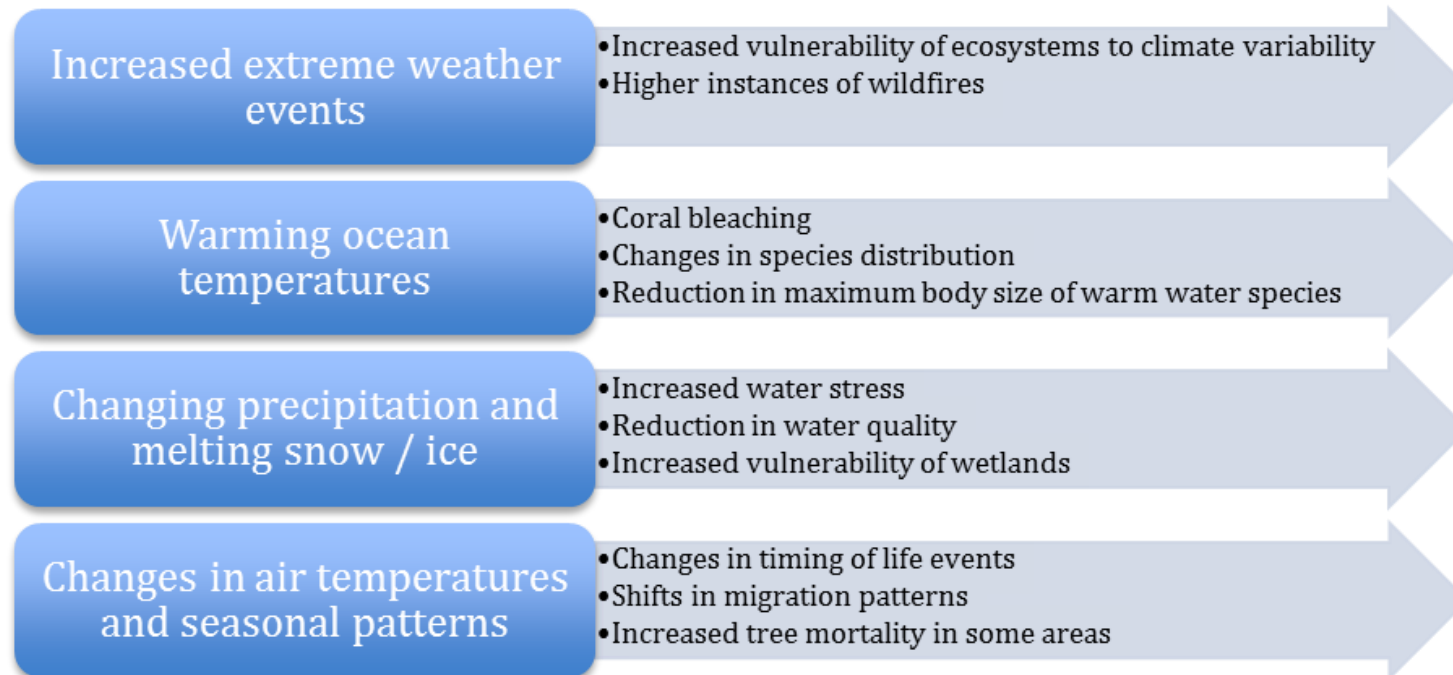 Increased extreme weather
events
•Increased vulnerability of ecosystems to climate variability
•Higher instances of wildfires
Warming ocean
temperatures
•Coral bleaching
•Changes in species distribution
•Reduction in maximum body size of warm water species
Changing precipitation and
melting snow / ice
•Increased water stress
•Reduction in water quality
•Increased vulnerability of wetlands
Changes in air temperatures
and seasonal patterns
•Changes in timing of life events
•Shifts in migration patterns
•Increased tree mortality in some areas